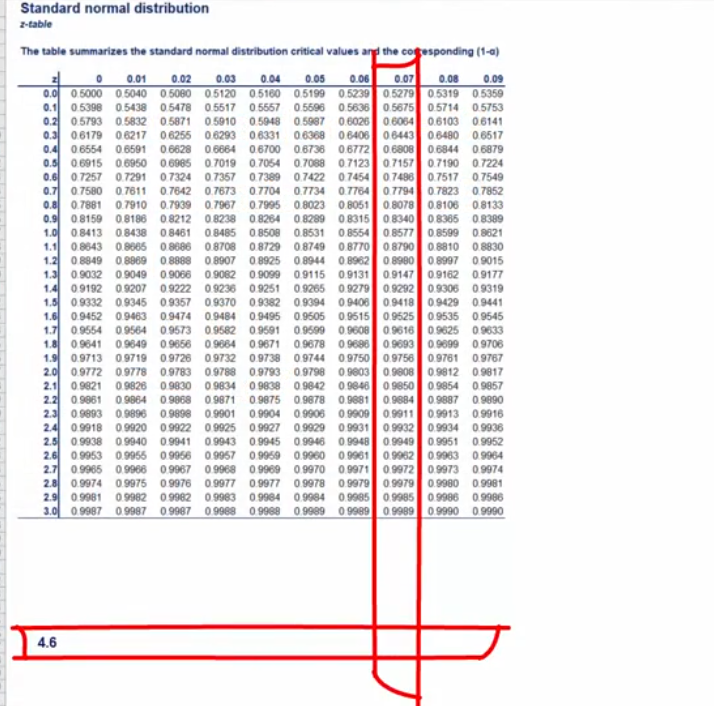 Standard normal distribution
z-table
The table summarizes the standard normal distribution critical values and the corresponding (1-α)
z 0 0.01 0.02 0.03 0.04 0.05 0.06 0.07 0.08 0.09
0.0 0.5000 0.5040 0.5080 0.5120 0.5160 0.5199 0.5239 0.5279 0.5319 0.5359
0.1 0.5398 0.5438 0.5478 0.5517 0.5557 0.5596 0.5636 0.5675 0.5714 0.5753
0.2 0.5793 0.5832 0.5871 0.5910 0.5948 0.5987 0.6026 0.6064 0.6103 0.6141
0.3 0.6179 0.6217 0.6255 0.6293 0.6331 0.6368 0.6406 0.6443 0.6480 0.6517
0.4 0.6554 0.6591 0.6628 0.6664 0.6700 0.6736 0.6772 0.6808 0.6844 0.6879
0.5 0.6915 0.6950 0.6985 0.7019 0.7054 0.7088 0.7123 0.7157 0.7190 0.7224
0.6 0.7257 0.7291 0.7324 0.7357 0.7389 0.7422 0.7454 0.7486 0.7517 0.7549
0.7 0.7580 0.7611 0.7642 0.7673 0.7704 0.7734 0.7764 0.7794 0.7823 0.7852
0.8 0.7881 0.7910 0.7939 0.7967 0.7995 0.8023 0.8051 0.8078 0.8106 0.8133
0.9 0.8159 0.8186 0.8212 0.8238 0.8264 0.8289 0.8315 0.8340 0.8365 0.8389
1.0 0.8413 0.8438 0.8461 0.8485 0.8508 0.8531 0.8554 0.8577 0.8599 0.8621
1.1 0.8643 0.8665 0.8686 0.8708 0.8729 0.8749 0.8770 0.8790 0.8810 0.8830
1.2 0.8849 0.8869 0.8888 0.8907 0.8925 0.8944 0.8962 0.8980 0.8997 0.9015
1.3 0.9032 0.9049 0.9066 0.9082 0.9099 0.9115 0.9131 0.9147 0.9162 0.9177
1.4 0.9192 0.9207 0.9222 0.9236 0.9251 0.9265 0.9279 0.9292 0.9306 0.9319
1.5 0.9332 0.9345 0.9357 0.9370 0.9382 0.9394 0.9406 0.9418 0.9429 0.9441
1.6 0.9452 0.9463 0.9474 0.9484 0.9495 0.9505 0.9515 0.9525 0.9535 0.9545
1.7 0.9554 0.9564 0.9573 0.9582 0.9591 0.9599 0.9608 0.9616 0.9625 0.9633
1.8 0.9641 0.9649 0.9656 0.9664 0.9671 0.9678 0.9686 0.9693 0.9699 0.9706
1.9 0.9713 0.9719 0.9726 0.9732 0.9738 0.9744 0.9750 0.9756 0.9761 0.9767
2.0 0.9772 0.9778 0.9783 0.9788 0.9793 0.9798 0.9803 0.9808 0.9812 0.9817
2.1 0.9821 0.9826 0.9830 0.9834 0.9838 0.9842 0.9846 0.9850 0.9854 0.9857
2.2 0.9861 0.9864 0.9868 0.9871 0.9875 0.9878 0.9881 0.9884 0.9887 0.9890
2.3 0.9893 0.9896 0.9898 0.9901 0.9904 0.9906 0.9909 0.9911 0.9913 0.9916
2.4 0.9918 0.9920 0.9922 0.9925 0.9927 0.9929 0.9931 0.9932 0.9934 0.9936
2.5 0.9938 0.9940 0.9941 0.9943 0.9945 0.9946 0.9948 0.9949 0.9951 0.9952
2.6 0.9953 0.9955 0.9956 0.9957 0.9959 0.9960 0.9961 0.9962 0.9963 0.9964
2.7 0.9965 0.9966 0.9967 0.9968 0.9969 0.9970 0.9971 0.9972 0.9973 0.9974
2.8 0.9974 0.9975 0.9976 0.9977 0.9977 0.9978 0.9979 0.9979 0.9980 0.9981
2.9 0.9981 0.9982 0.9982 0.9983 0.9984 0.9984 0.9985 0.9985 0.9986 0.9986
3.0 0.9987 0.9987 0.9987 0.9988 0.9988 0.9989 0.9989 0.9989 0.9990 0.9990
4.6